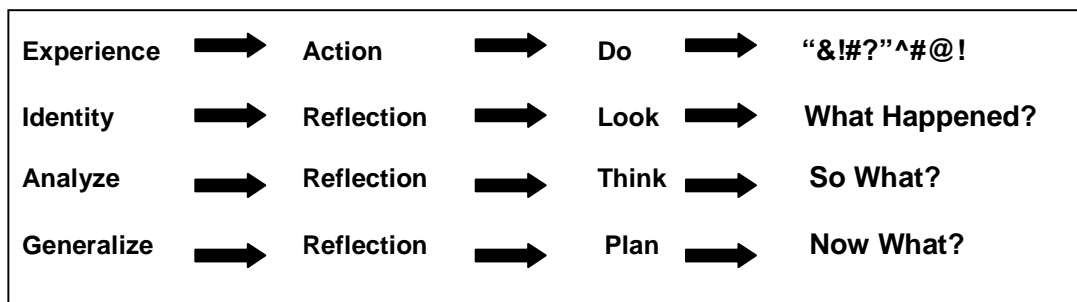 Experience Action Do “&!#?”^#@!
Identity Reflection Look What Happened?
Analyze Reflection Think So What?
Generalize Reflection Plan Now What?